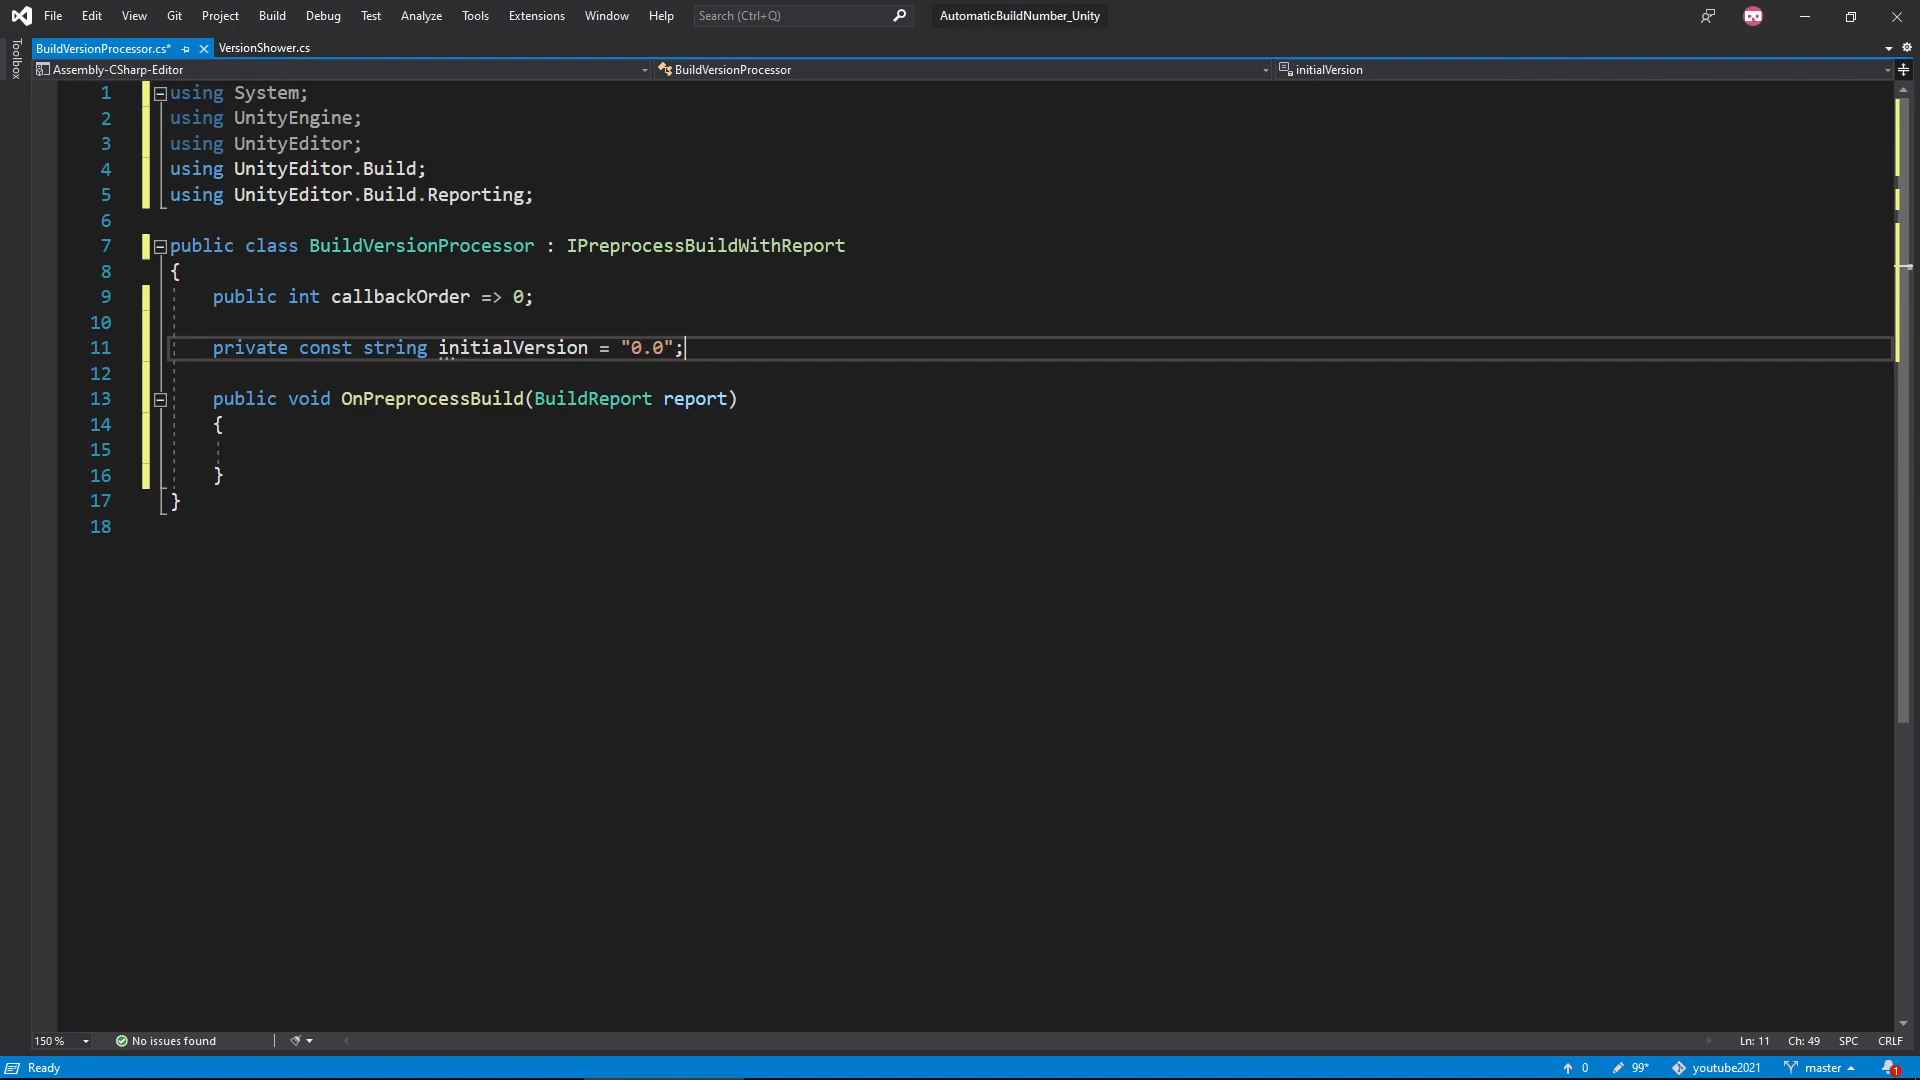 File Edit View Git Project Build Debug Test Analyze Tools Extensions Window Help Search (Ctrl+Q) AutomaticBuildNumber_Unity
Toolbox
BuildVersionProcessor.cs* VersionShower.cs
Assembly-CSharp-Editor BuildVersionProcessor initialVersion
1 using System;
2 using UnityEngine;
3 using UnityEditor;
4 using UnityEditor.Build;
5 using UnityEditor.Build.Reporting;
6
7 public class BuildVersionProcessor : IPreprocessBuildWithReport
8 {
9 public int callbackOrder => 0;
10
11 private const string initialVersion = "0.0";
12
13 public void OnPreprocessBuild(BuildReport report)
14 {
15
16 }
17 }
18
150 % No issues found Ln: 11 Ch: 49 SPC CRLF
Ready 0 99* youtube2021 master 1